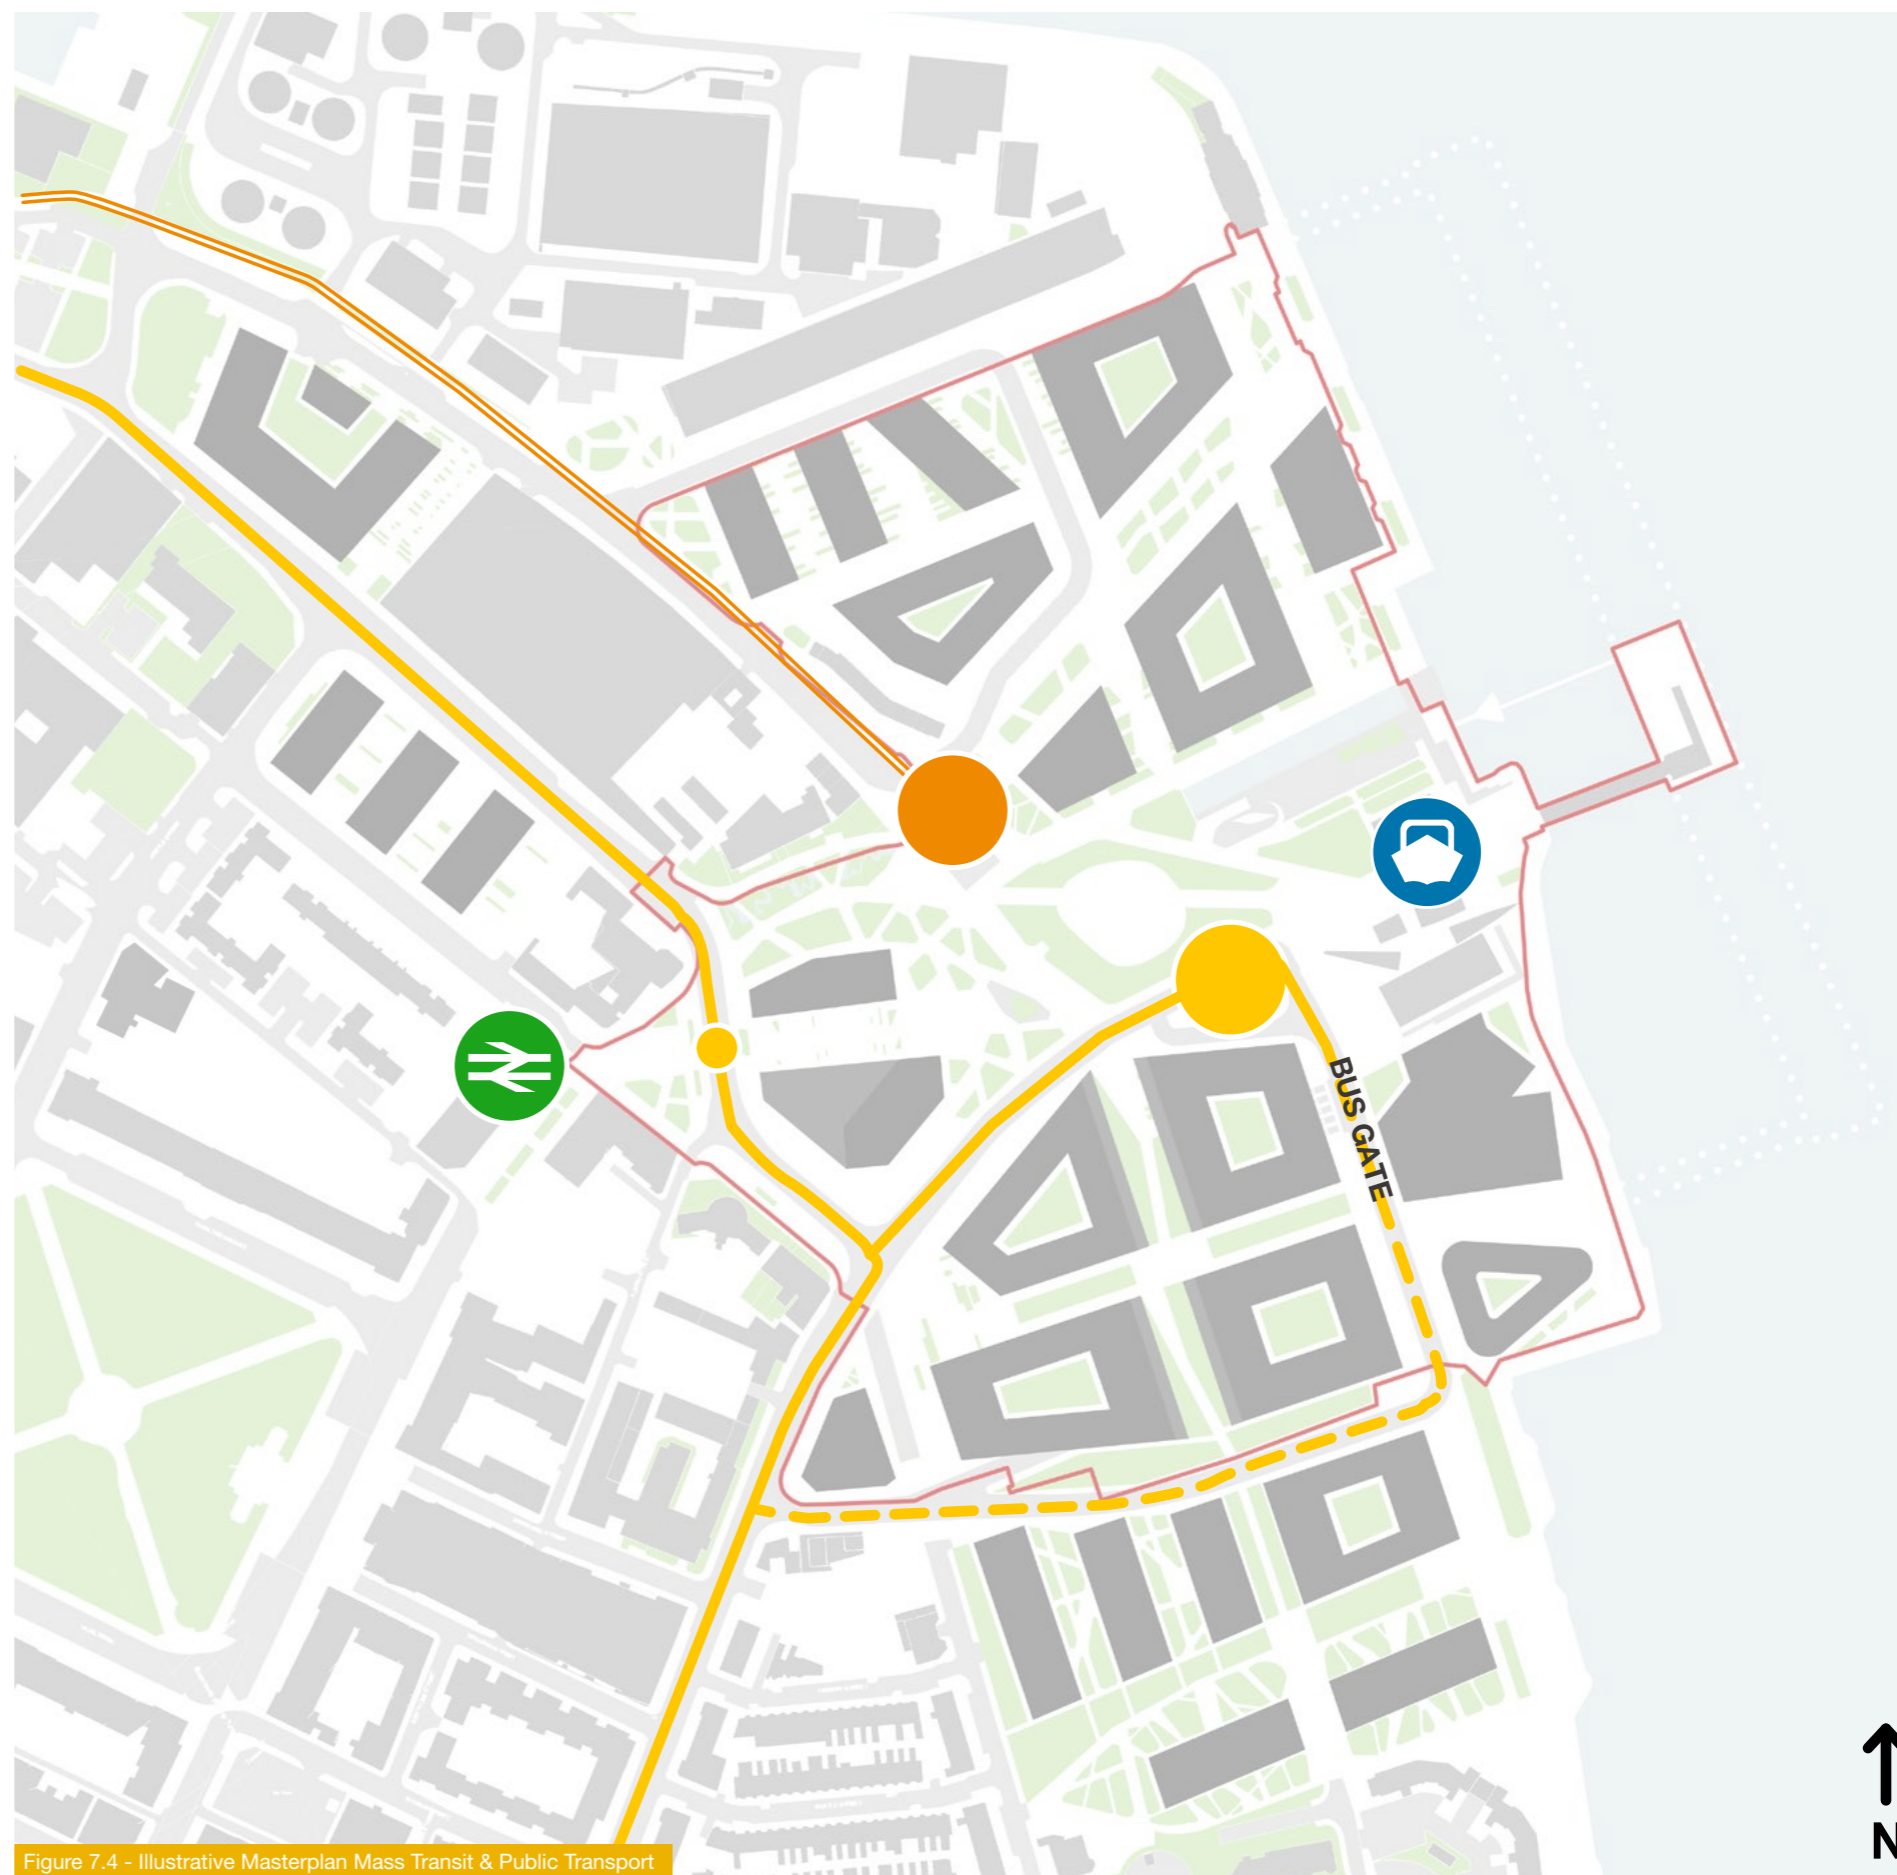 BUS GATE
N
Figure 7.4 - Illustrative Masterplan Mass Transit & Public Transport